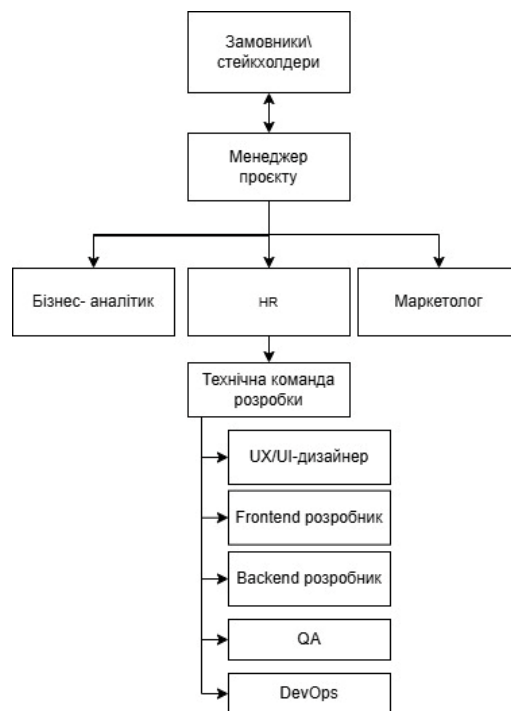 Замовники\
стейкхолдери
Менеджер
проєкту
Бізнес- аналітик
HR
Маркетолог
Технічна команда
розробки
UX/UI-дизайнер
Frontend розробник
Backend розробник
QA
DevOps